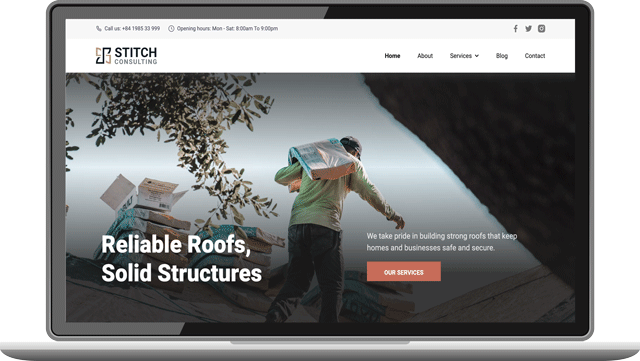 Call us: +84 1985 33 999
Opening hours: Mon - Sat: 8:00am To 9:00pm
STITCH
CONSULTING
Home
About
Services
Blog
Contact
Reliable Roofs,
Solid Structures
We take pride in building strong roofs that keep
homes and businesses safe and secure.
OUR SERVICES